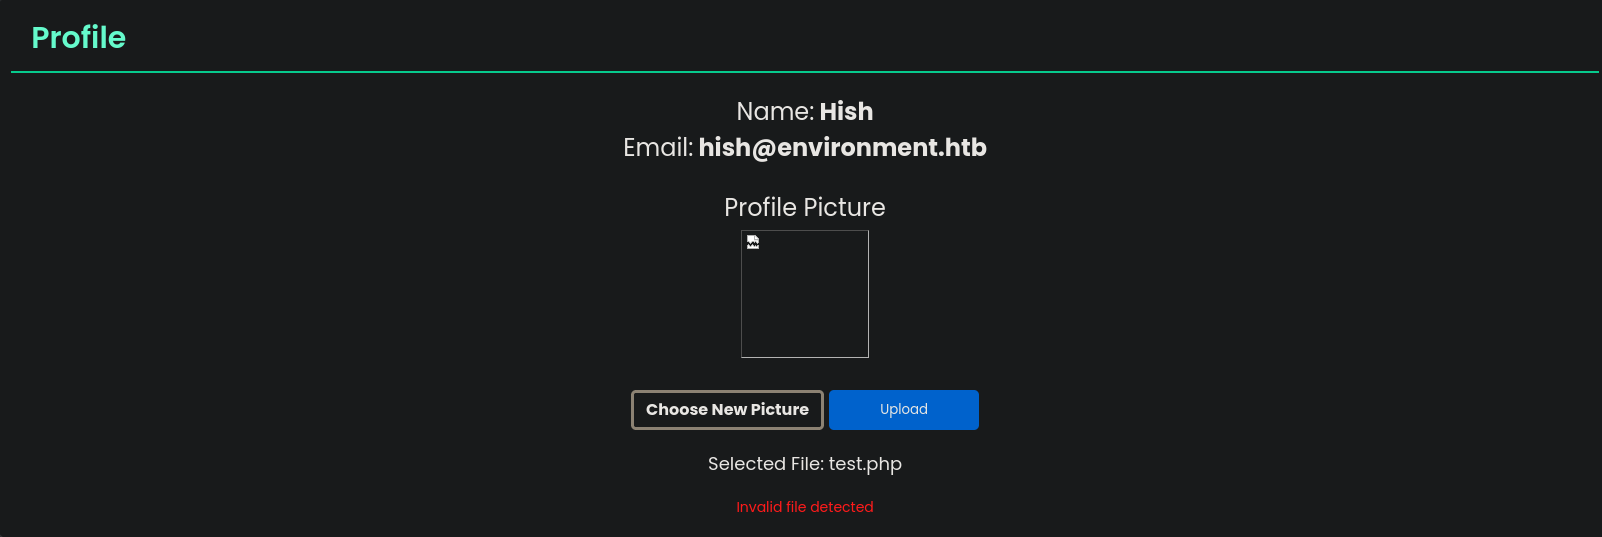 Profile
Name: Hish
Email: hish@environment.htb
Profile Picture
Choose New Picture
Upload
Selected File: test.php
Invalid file detected